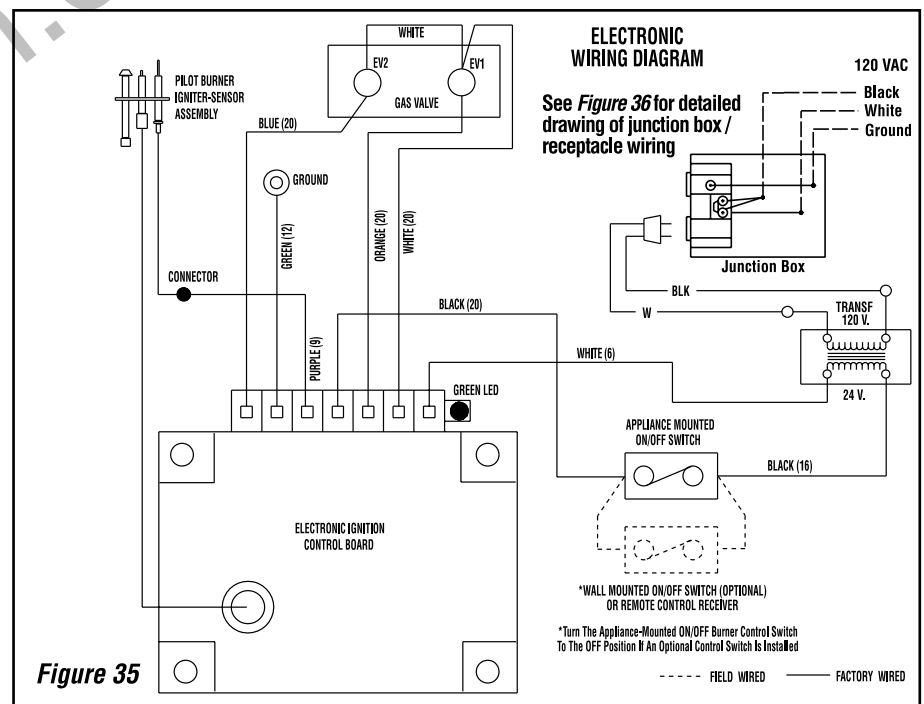 WHITE
EV2
EV1
GAS VALVE
ELECTRONIC
WIRING DIAGRAM
120 VAC
Black
White
Ground
See Figure 36 for detailed
drawing of junction box /
receptacle wiring
PILOT BURNER
IGNITER-SENSOR
ASSEMBLY
BLUE (20)
GROUND
GREEN (12)
ORANGE (20)
WHITE (20)
Junction Box
CONNECTOR
BLK
W
TRANSF
120 V.
24 V.
BLACK (20)
PURPLE (9)
WHITE (6)
GREEN LED
APPLIANCE MOUNTED
ON/OFF SWITCH
BLACK (16)
ELECTRONIC IGNITION
CONTROL BOARD
*WALL MOUNTED ON/OFF SWITCH (OPTIONAL)
OR REMOTE CONTROL RECEIVER
*Turn The Appliance-Mounted ON/OFF Burner Control Switch
To The OFF Position If An Optional Control Switch Is Installed
Figure 35
FIELD WIRED
FACTORY WIRED